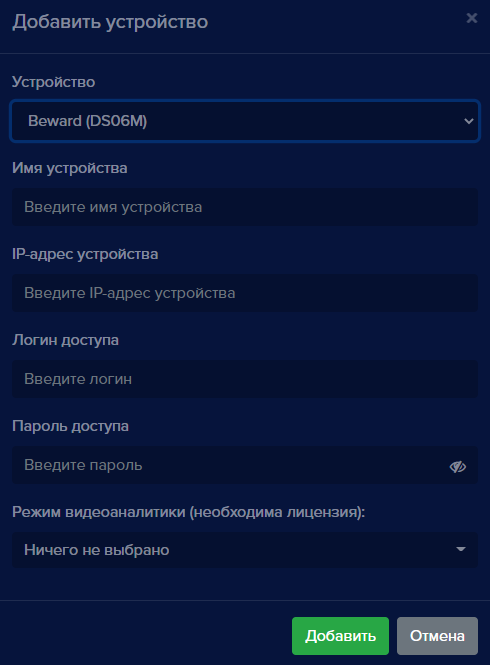 Добавить устройство
×
Устройство
Beward (DS06M)
Имя устройства
Введите имя устройства
IP-адрес устройства
Введите IP-адрес устройства
Логин доступа
Введите логин
Пароль доступа
Введите пароль
Режим видеоаналитики (необходима лицензия):
Ничего не выбрано
Добавить Отмена